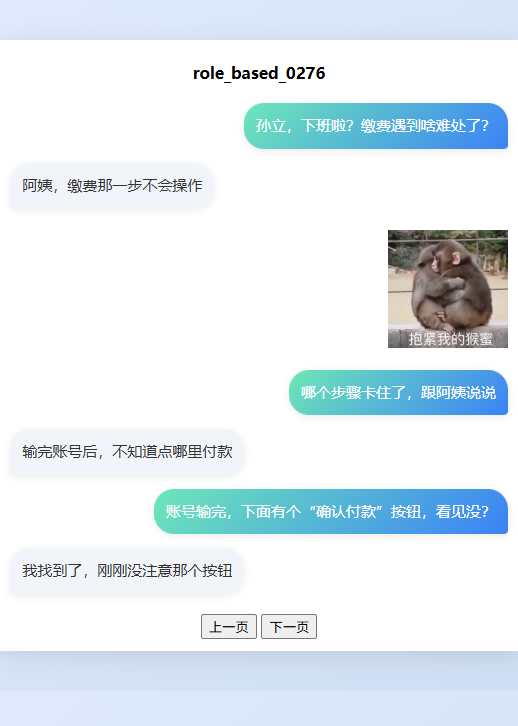 role_based_0276
孙立，下班啦？缴费遇到啥难处了？
阿姨，缴费那一步不会操作
抱紧我的猴蜜
哪个步骤卡住了，跟阿姨说说
输完账号后，不知道点哪里付款
账号输完，下面有个“确认付款”按钮，看见没？
我找到了，刚刚没注意那个按钮
上一页 下一页